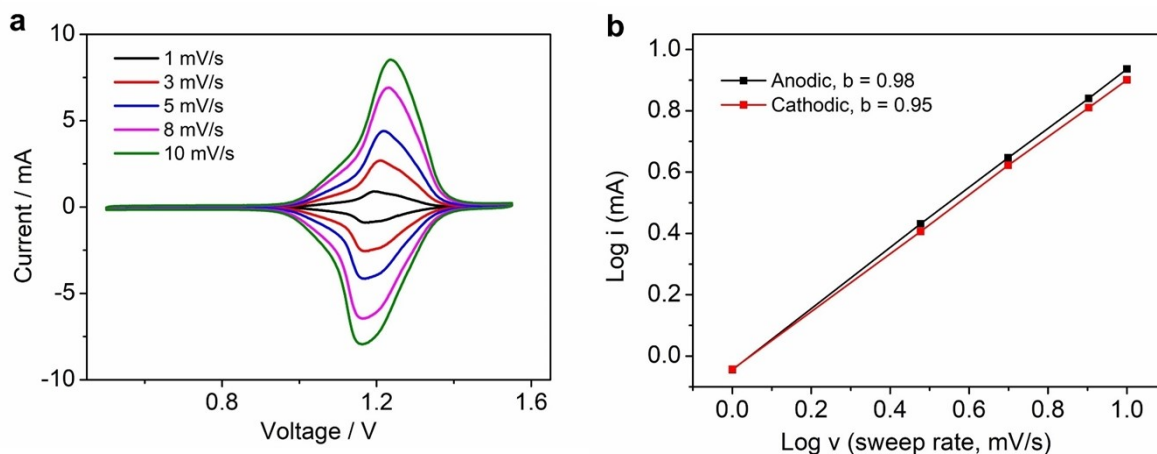 a
10
5
0
-5
-10
Current / mA
1 mV/s
3 mV/s
5 mV/s
8 mV/s
10 mV/s
0.8
1.2
1.6
Voltage / V
b
1.0
0.8
0.6
0.4
0.2
0.0
Log i (mA)
Anodic, b = 0.98
Cathodic, b = 0.95
0.0
0.2
0.4
0.6
0.8
1.0
Log v (sweep rate, mV/s)